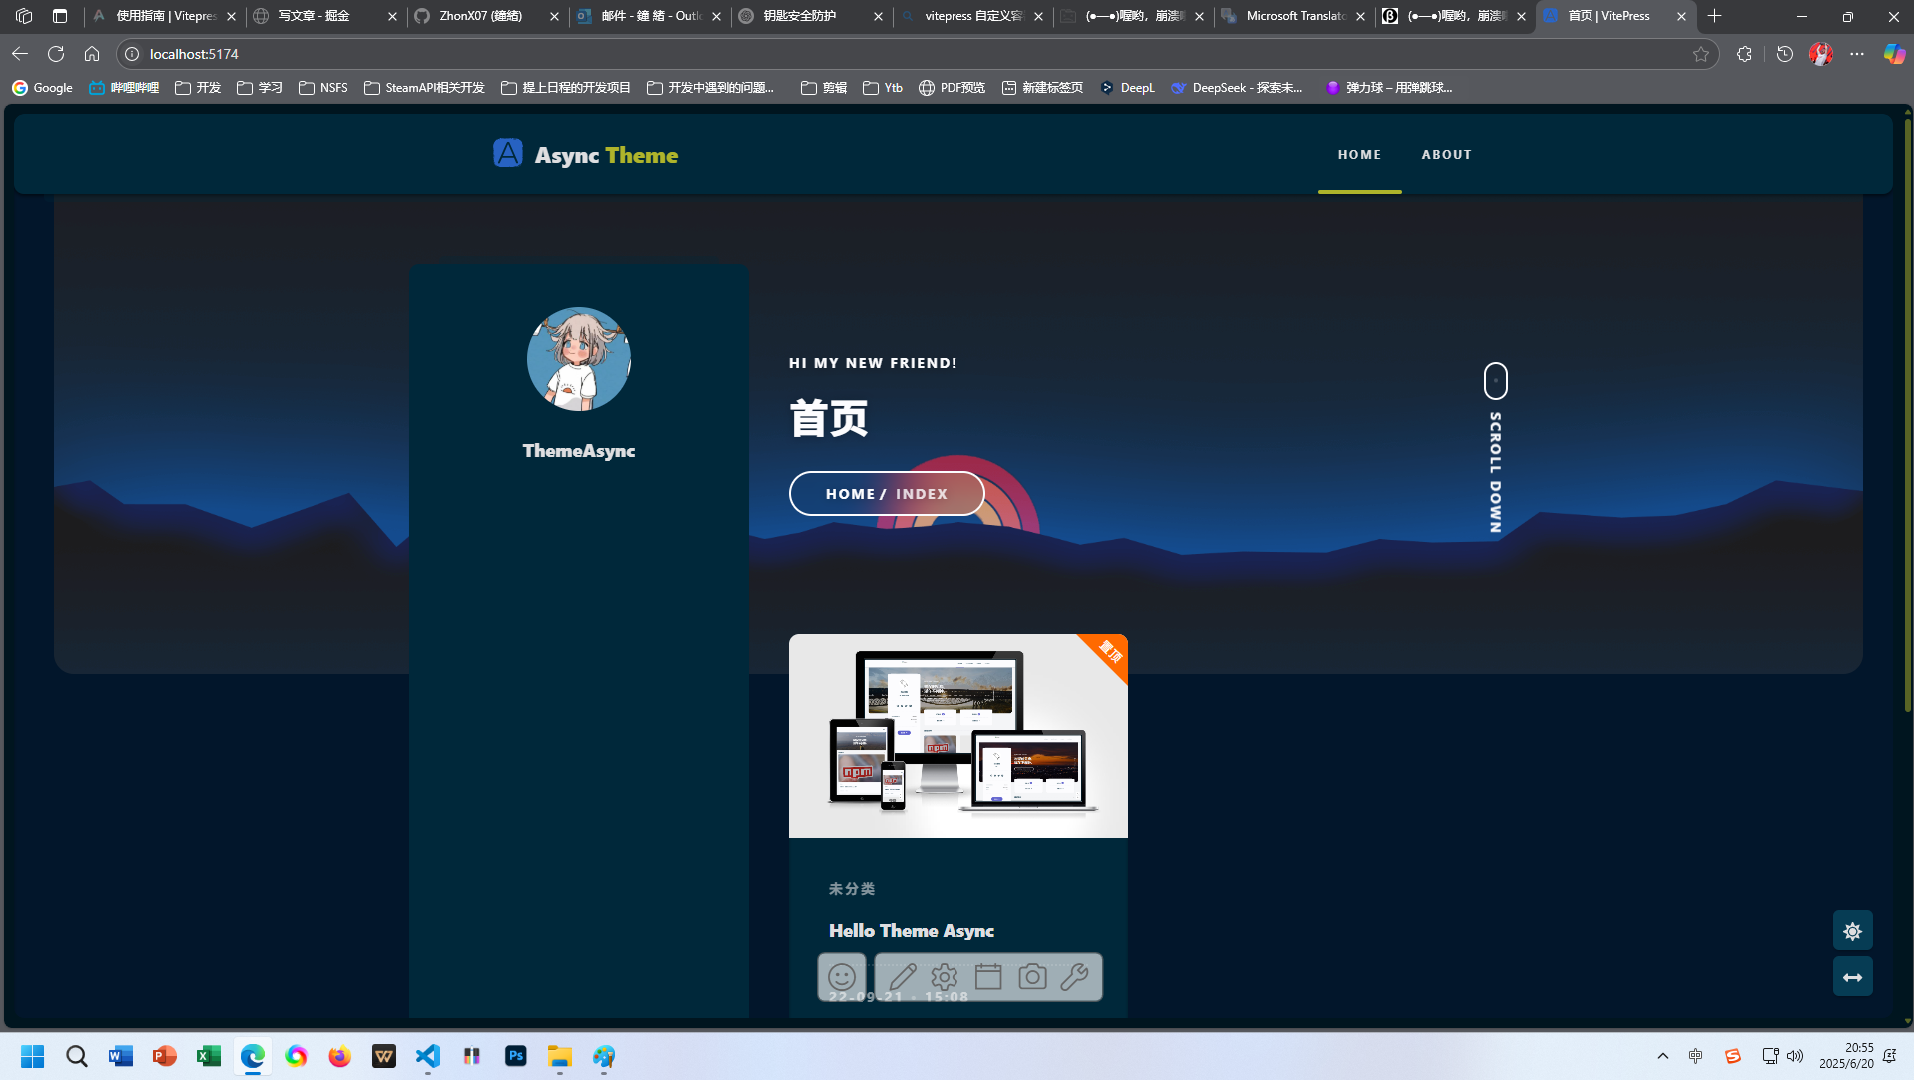 使用指南 | Vitepres
写文章 - 掘金
ZhonX07 (鐘緒)
邮件 - 鐘 緒 - Outl
钥匙安全防护
vitepress 自定义容
(●—●)喔哟，崩溃
Microsoft Translato
(●—●)喔哟，崩溃
首页 | VitePress
localhost:5174
Google
哔哩哔哩
开发
学习
NSFS
SteamAPI相关开发
提上日程的开发项目
开发中遇到的问题...
剪辑
Ytb
PDF预览
新建标签页
DeepL
DeepSeek - 探索未...
弹力球 – 用弹跳球...
Async Theme
HOME
ABOUT
ThemeAsync
HI MY NEW FRIEND!
首页
HOME / INDEX
SCROLL DOWN
置顶
npm
npm
未分类
Hello Theme Async
22-09-21 • 15:08
中
20:55
2025/6/20